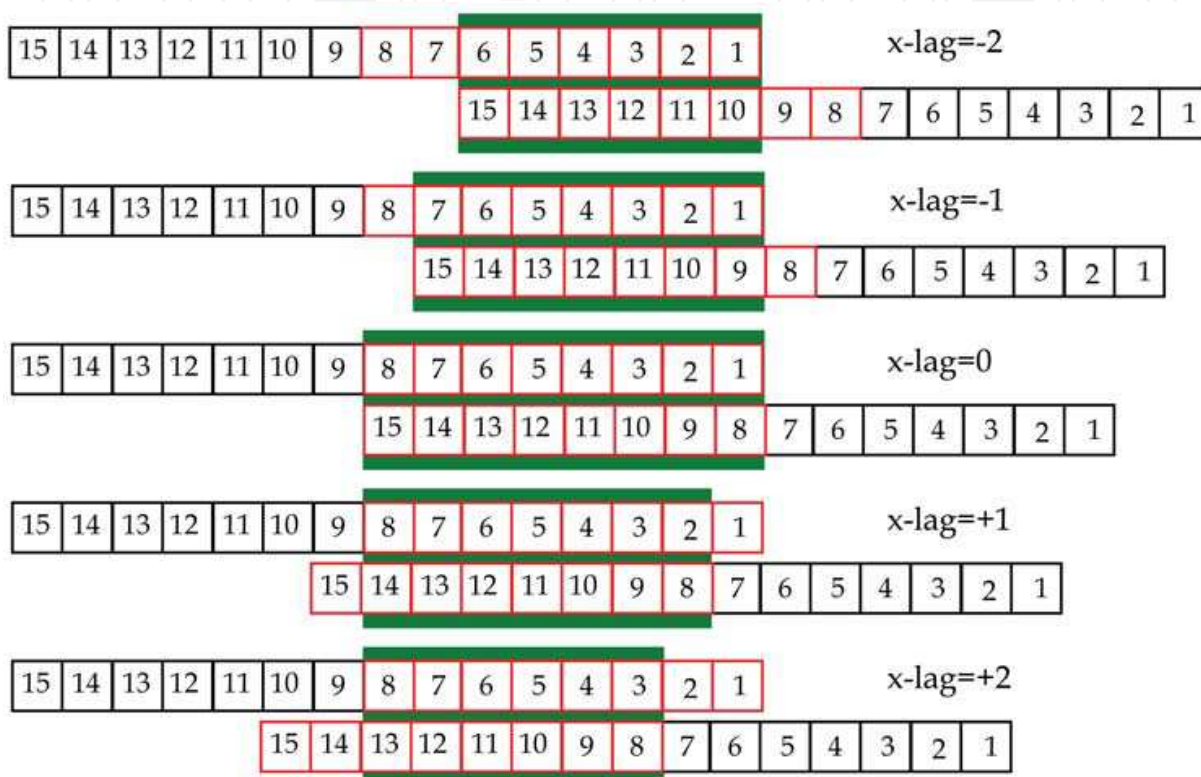 15 14 13 12 11 10 9 8 7 6 5 4 3 2 1 x-lag=-2
15 14 13 12 11 10 9 8 7 6 5 4 3 2 1
15 14 13 12 11 10 9 8 7 6 5 4 3 2 1 x-lag=-1
15 14 13 12 11 10 9 8 7 6 5 4 3 2 1
15 14 13 12 11 10 9 8 7 6 5 4 3 2 1 x-lag=0
15 14 13 12 11 10 9 8 7 6 5 4 3 2 1
15 14 13 12 11 10 9 8 7 6 5 4 3 2 1 x-lag=+1
15 14 13 12 11 10 9 8 7 6 5 4 3 2 1
15 14 13 12 11 10 9 8 7 6 5 4 3 2 1 x-lag=+2
15 14 13 12 11 10 9 8 7 6 5 4 3 2 1